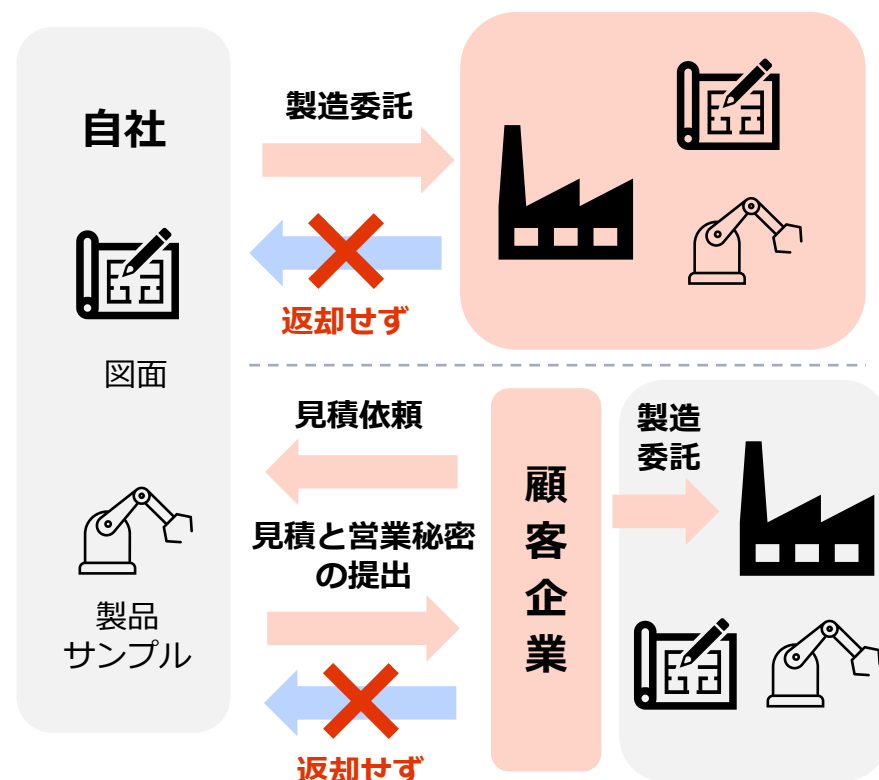 自社
図面
製品
サンプル
製造委託
返却せず
見積依頼
見積と営業秘密
の提出
返却せず
顧客企業
製造
委託